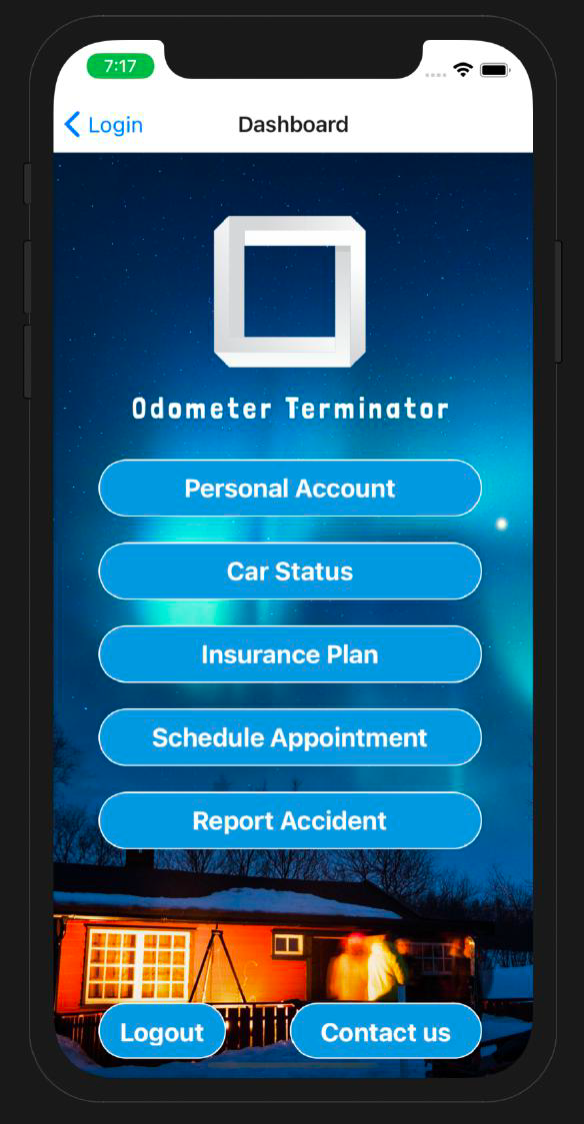 7:17
Login
Dashboard
Odometer Terminator
Personal Account
Car Status
Insurance Plan
Schedule Appointment
Report Accident
Logout
Contact us